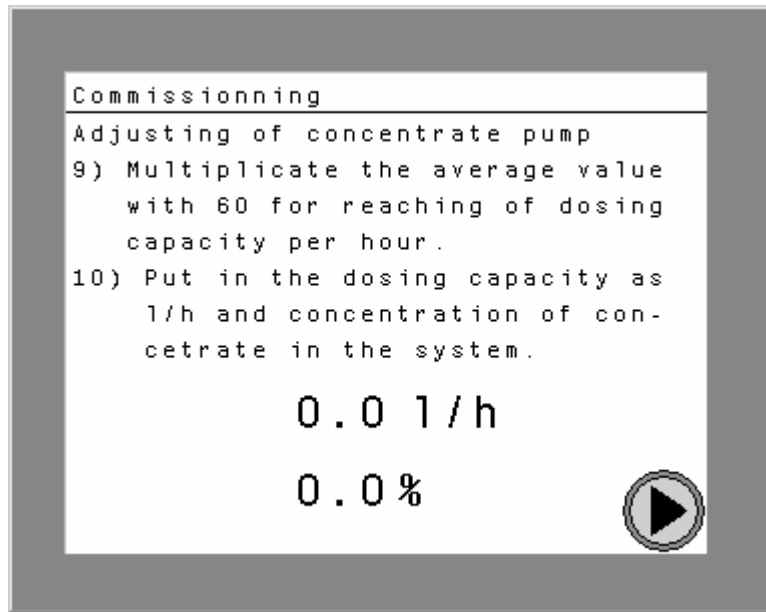 Commissionning
Adjusting of concentrate pump
9) Multiplicate the average value
with 60 for reaching of dosing
capacity per hour.
10) Put in the dosing capacity as
l/h and concentration of con-
cetrate in the system.
0.0 l/h
0.0%